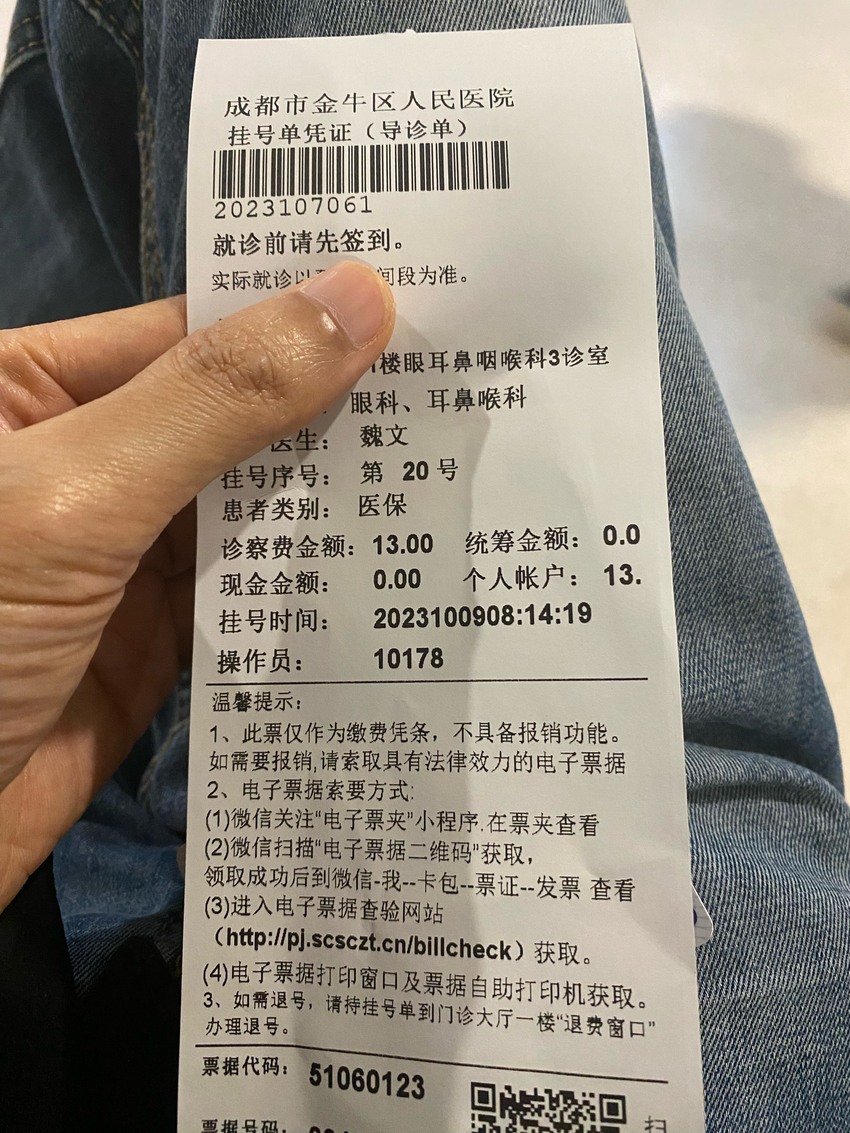 成都市金牛区人民医院
挂号单凭证（导诊单）
2023107061
就诊前请先签到。
实际就诊以 间段为准。
楼眼耳鼻咽喉科3诊室
眼科、耳鼻喉科
医生： 魏文
挂号序号： 第 20 号
患者类别： 医保
诊察费金额： 13.00 统筹金额： 0.0
现金金额： 0.00 个人帐户： 13.
挂号时间： 2023100908:14:19
操作员： 10178
温馨提示：
1、此票仅作为缴费凭条，不具备报销功能。
如需要报销,请索取具有法律效力的电子票据
2、电子票据索要方式:
(1)微信关注“电子票夹”小程序.在票夹查看
(2)微信扫描“电子票据二维码”获取，
领取成功后到微信-我--卡包--票证--发票 查看
(3)进入电子票据查验网站
（http://pj.scsczt.cn/billcheck）获取。
(4)电子票据打印窗口及票据自助打印机获取。
3、如需退号，请持挂号单到门诊大厅一楼“退费窗口”
办理退号。
票据代码： 51060123
票据号码: 扫